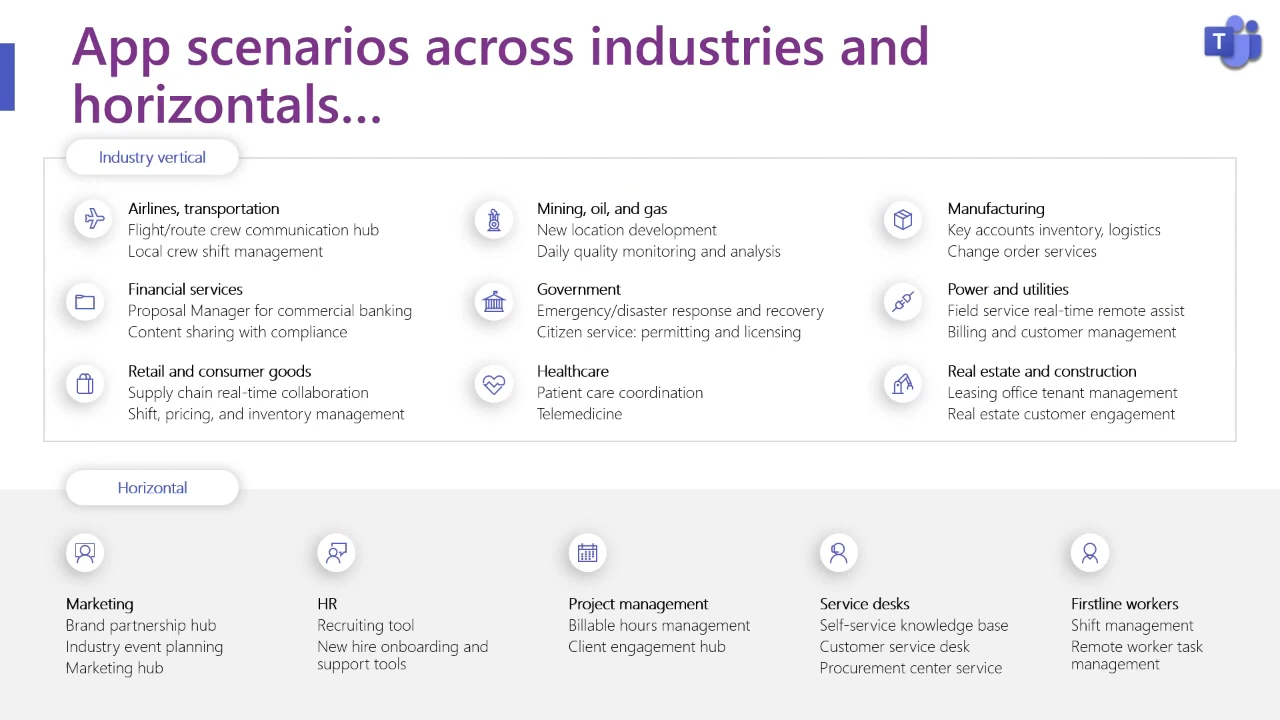 App scenarios across industries and
horizontals...
T
Industry vertical
Airlines, transportation
Flight/route crew communication hub
Local crew shift management
Mining, oil, and gas
New location development
Daily quality monitoring and analysis
Manufacturing
Key accounts inventory, logistics
Change order services
Financial services
Proposal Manager for commercial banking
Content sharing with compliance
Government
Emergency/disaster response and recovery
Citizen service: permitting and licensing
Power and utilities
Field service real-time remote assist
Billing and customer management
Retail and consumer goods
Supply chain real-time collaboration
Shift, pricing, and inventory management
Healthcare
Patient care coordination
Telemedicine
Real estate and construction
Leasing office tenant management
Real estate customer engagement
Horizontal
Marketing
Brand partnership hub
Industry event planning
Marketing hub
HR
Recruiting tool
New hire onboarding and
support tools
Project management
Billable hours management
Client engagement hub
Service desks
Self-service knowledge base
Customer service desk
Procurement center service
Firstline workers
Shift management
Remote worker task
management